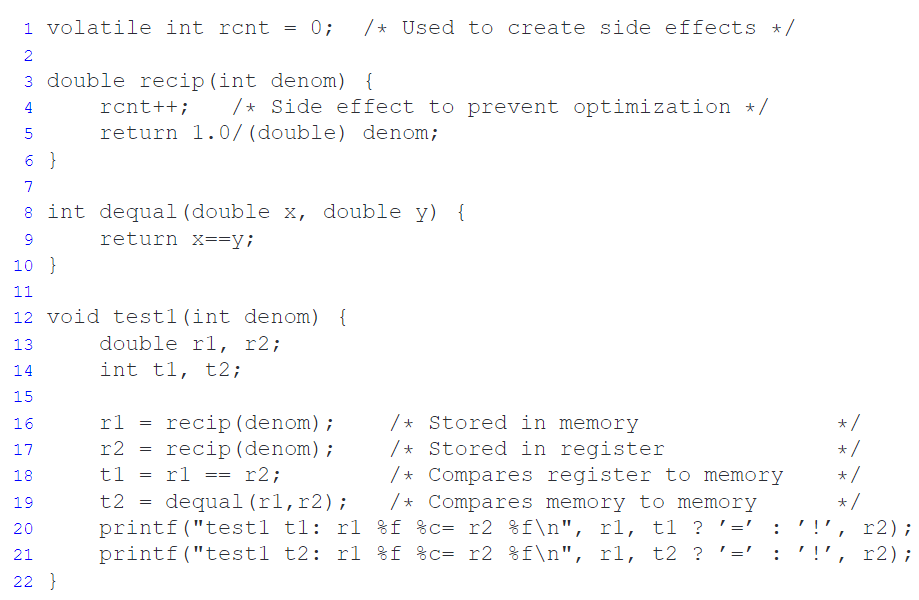 1 volatile int rcnt = 0;  /* Used to create side effects */
2
3 double recip(int denom) {
4     rcnt++;   /* Side effect to prevent optimization */
5     return 1.0/(double) denom;
6 }
7
8 int dequal(double x, double y) {
9     return x==y;
10 }
11
12 void test1(int denom) {
13     double r1, r2;
14     int t1, t2;
15
16     r1 = recip(denom);    /* Stored in memory               */
17     r2 = recip(denom);    /* Stored in register             */
18     t1 = r1 == r2;        /* Compares register to memory    */
19     t2 = dequal(r1,r2);   /* Compares memory to memory      */
20     printf("test1 t1: r1 %f %c= r2 %f\n", r1, t1 ? ’=’ : ’!’, r2);
21     printf("test1 t2: r1 %f %c= r2 %f\n", r1, t2 ? ’=’ : ’!’, r2);
22 }